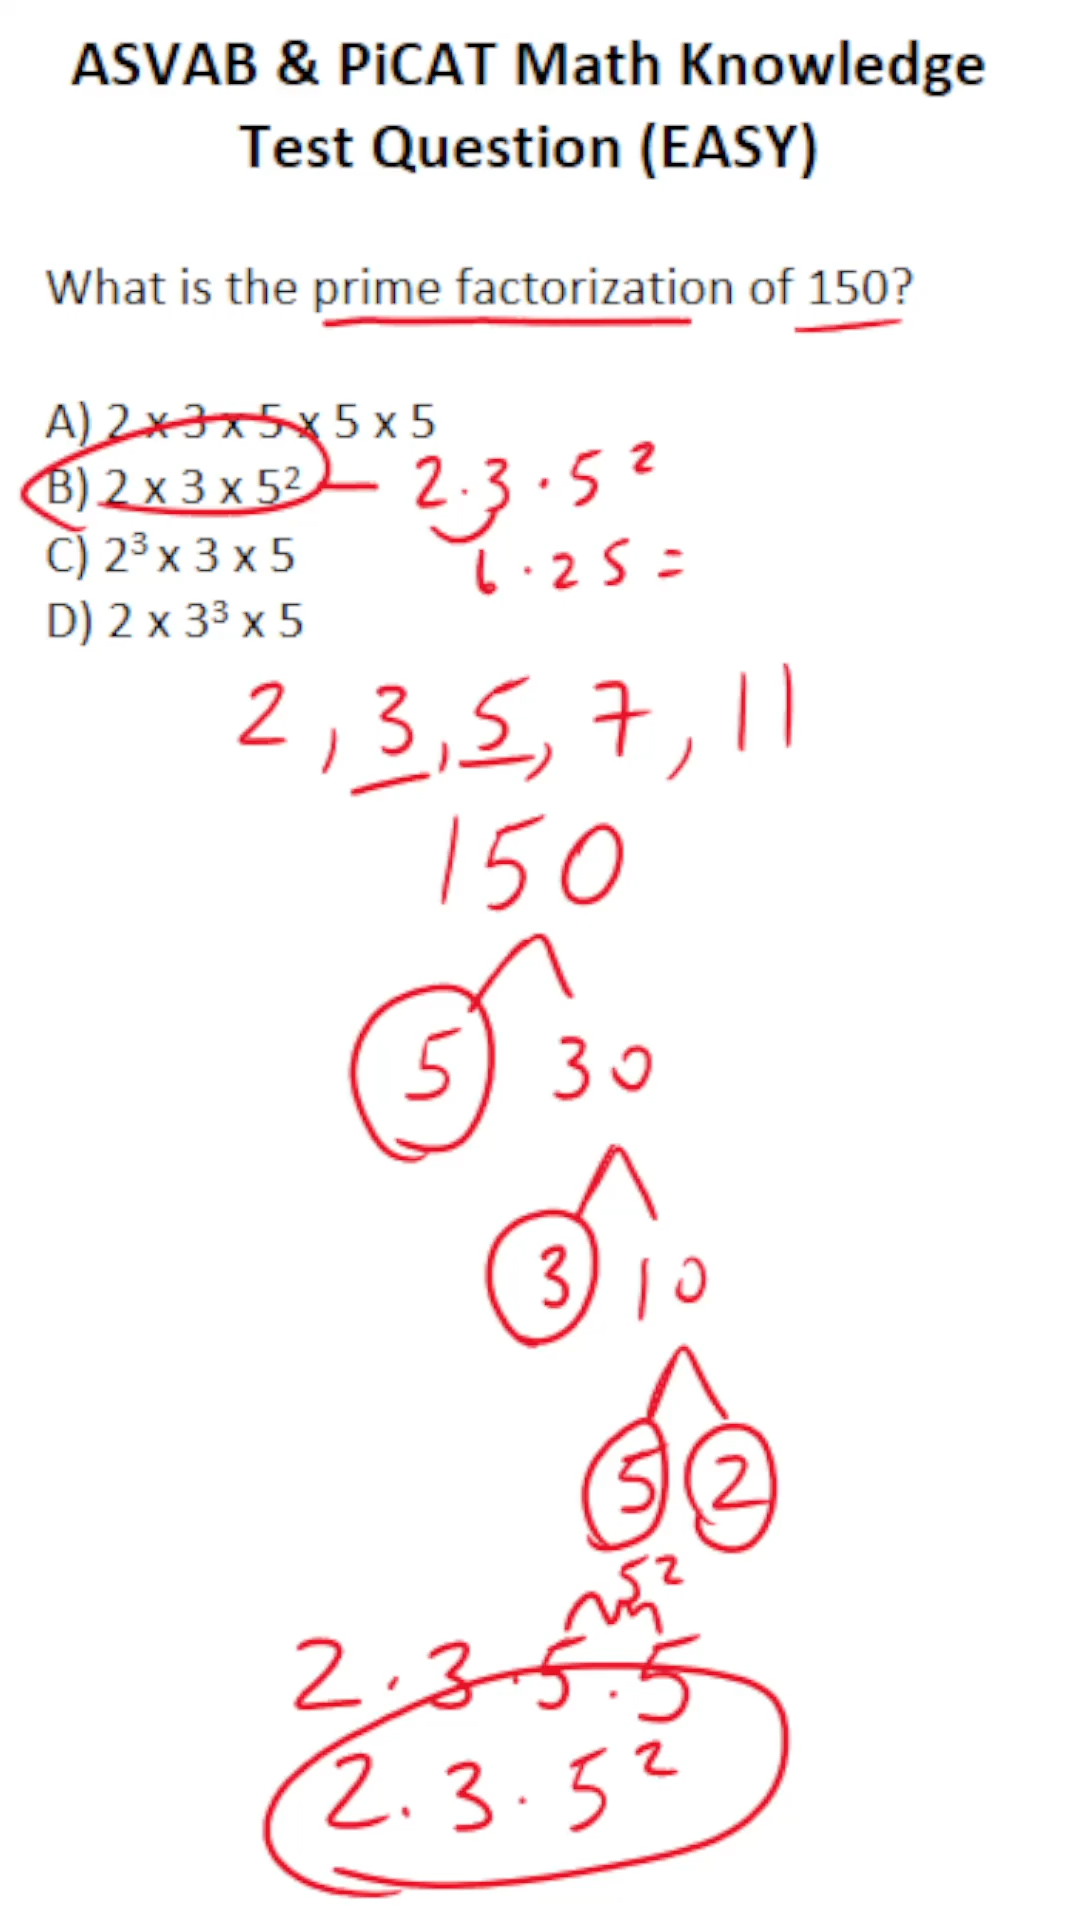 ASVAB & PiCAT Math Knowledge
Test Question (EASY)
What is the prime factorization of 150?
A) 2 x 3 x 5 x 5 x 5
B) 2 x 3 x 5² — 2 · 3 · 5²
C) 2³ x 3 x 5
6 · 25 =
D) 2 x 3³ x 5
2, 3, 5, 7, 11
150
5 30
3 10
5 2
5²
2 · 3 · 5 · 5
2 · 3 · 5²